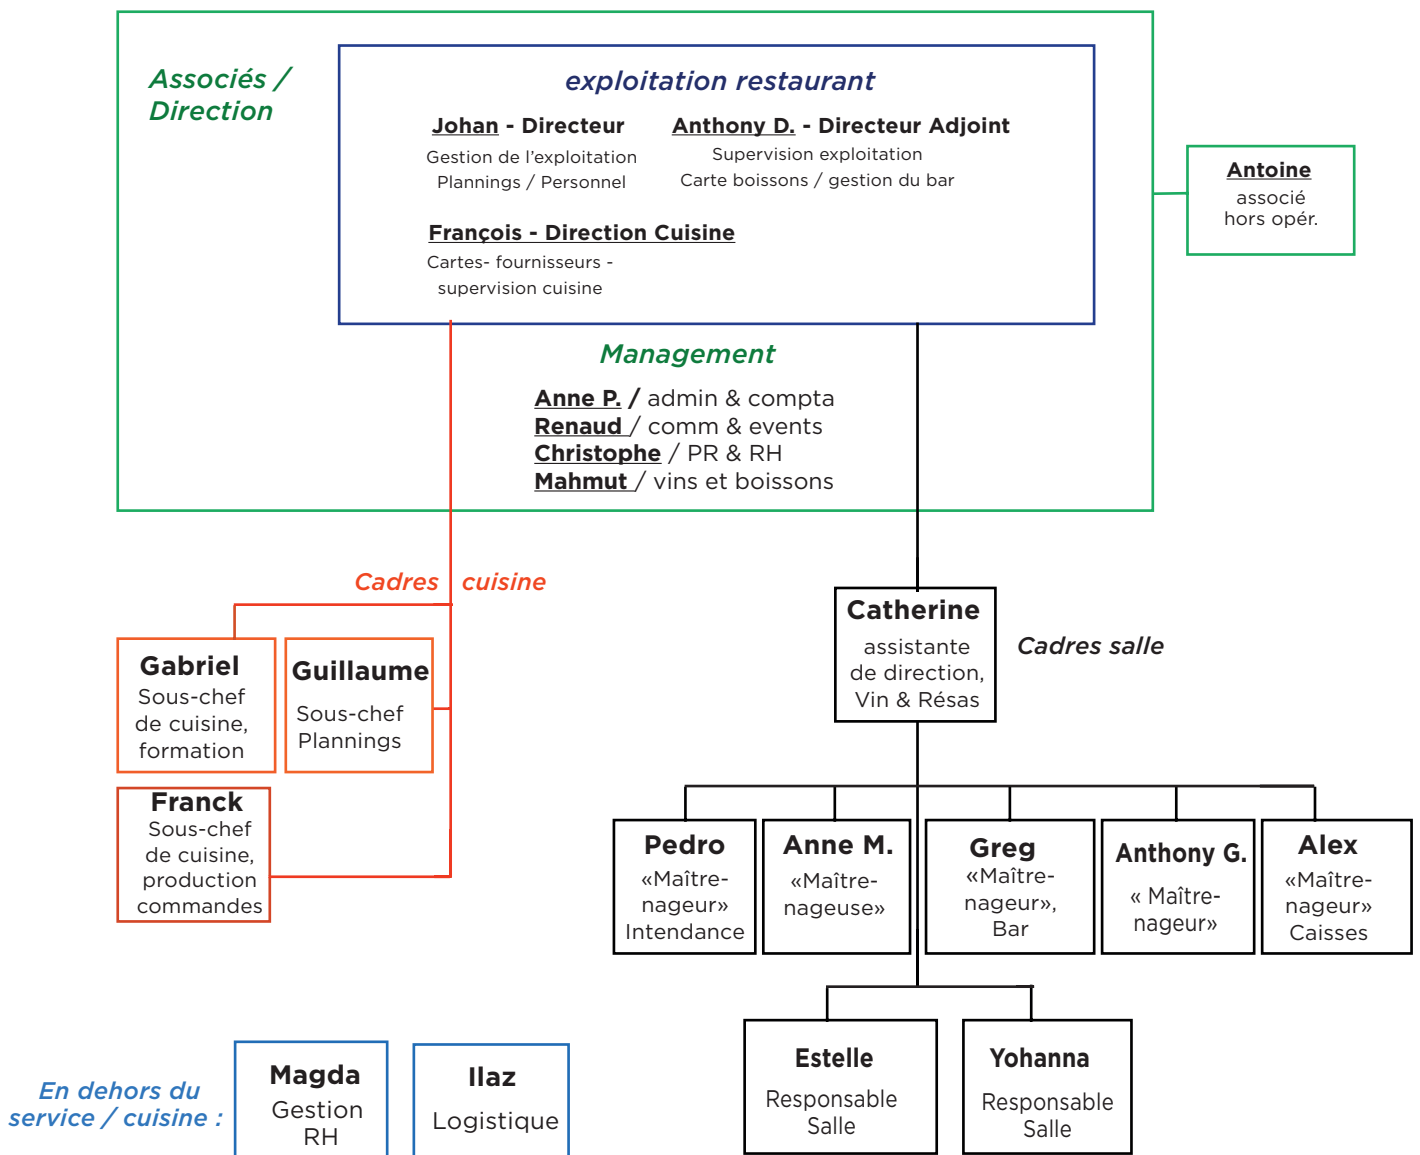 Associés /
Direction
exploitation restaurant
Johan - Directeur
Gestion de l'exploitation
Plannings / Personnel
Anthony D. - Directeur Adjoint
Supervision exploitation
Carte boissons / gestion du bar
François - Direction Cuisine
Cartes- fournisseurs -
supervision cuisine
Antoine
associé
hors opér.
Management
Anne P. / admin & compta
Renaud / comm & events
Christophe / PR & RH
Mahmut / vins et boissons
Cadres cuisine
Gabriel
Sous-chef
de cuisine,
formation
Guillaume
Sous-chef
Plannings
Franck
Sous-chef
de cuisine,
production
commandes
Catherine
assistante
de direction,
Vin & Résas
Cadres salle
Pedro
«Maître-
nageur»
Intendance
Anne M.
«Maître-
nageuse»
Greg
«Maître-
nageur»,
Bar
Anthony G.
« Maître-
nageur»
Alex
«Maître-
nageur»
Caisses
Estelle
Responsable
Salle
Yohanna
Responsable
Salle
En dehors du
service / cuisine :
Magda
Gestion
RH
Ilaz
Logistique